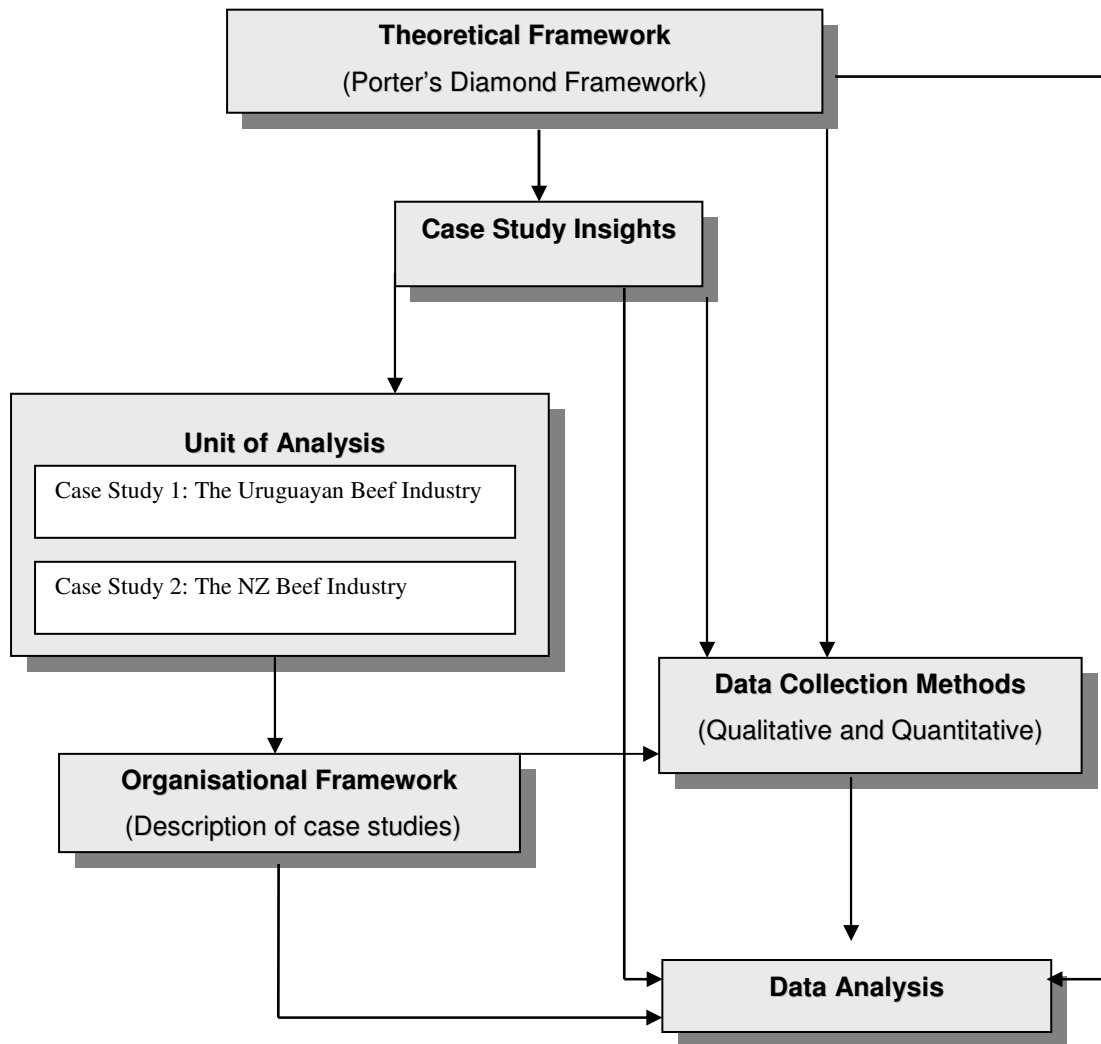 Theoretical Framework
(Porter's Diamond Framework)
Case Study Insights
Unit of Analysis
Case Study 1: The Uruguayan Beef Industry
Case Study 2: The NZ Beef Industry
Data Collection Methods
(Qualitative and Quantitative)
Organisational Framework
(Description of case studies)
Data Analysis